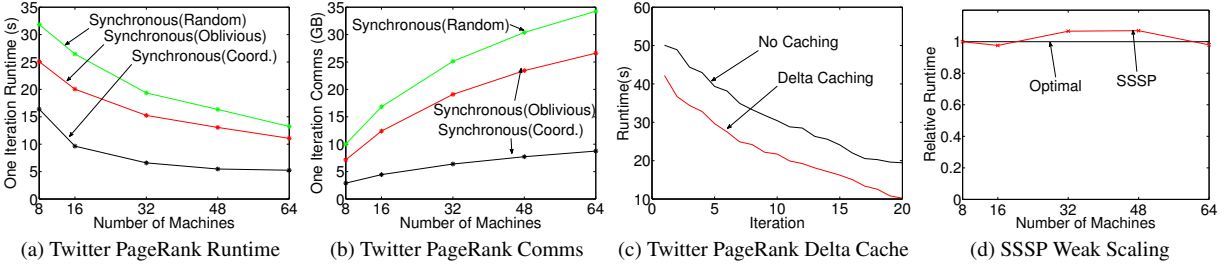 One Iteration Runtime (s)
35
30
25
20
15
10
5
0
Synchronous(Random)
Synchronous(Oblivious)
Synchronous(Coord.)
8 16 32 48 64
Number of Machines
(a) Twitter PageRank Runtime
One Iteration Comms (GB)
35
30
25
20
15
10
5
0
Synchronous(Random)
Synchronous(Oblivious)
Synchronous(Coord.)
8 16 32 48 64
Number of Machines
(b) Twitter PageRank Comms
Runtime(s)
60
50
40
30
20
10
No Caching
Delta Caching
0 5 10 15 20
Iteration
(c) Twitter PageRank Delta Cache
Relative Runtime
1.2
1
0.8
0.6
0.4
0.2
0
Optimal
SSSP
8 16 32 48 64
Number of Machines
(d) SSSP Weak Scaling